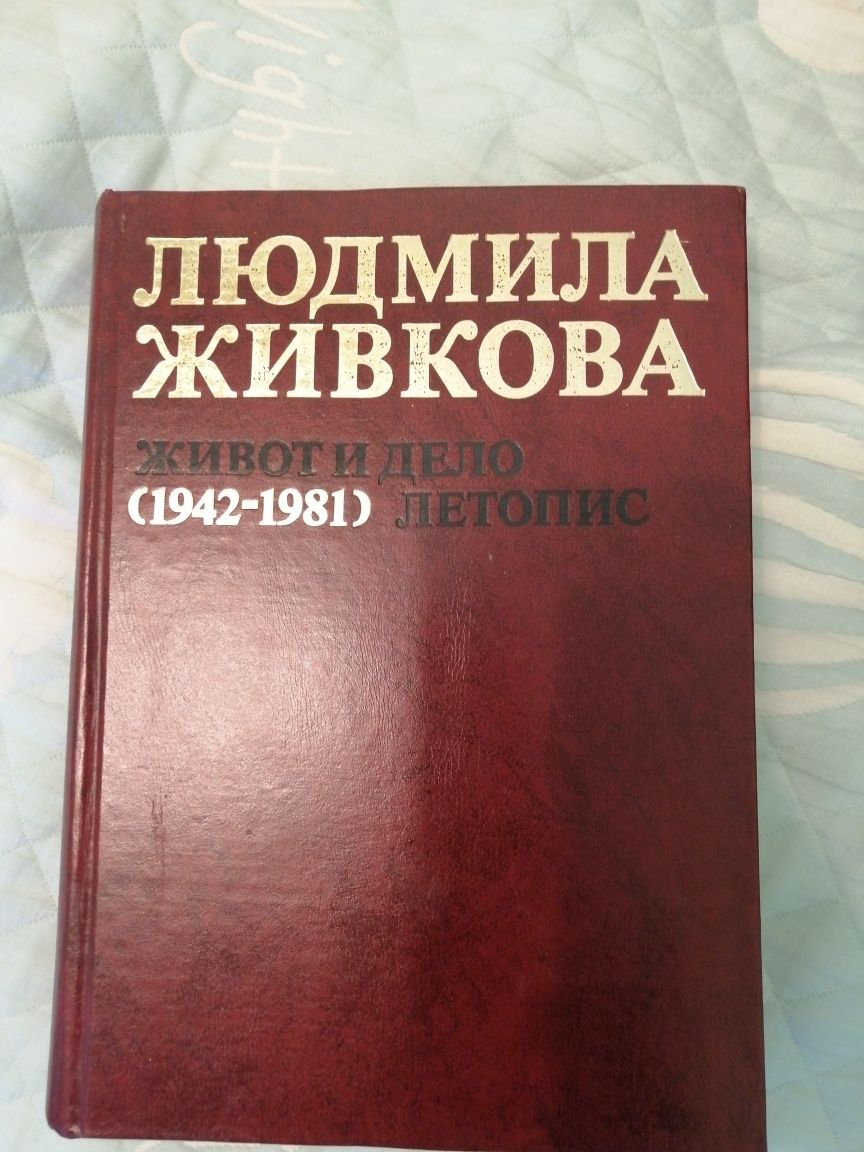 ЛЮДМИЛА
ЖИВКОВА
ЖИВОТ И ДЕЛО
(1942-1981) ЛЕТОПИС